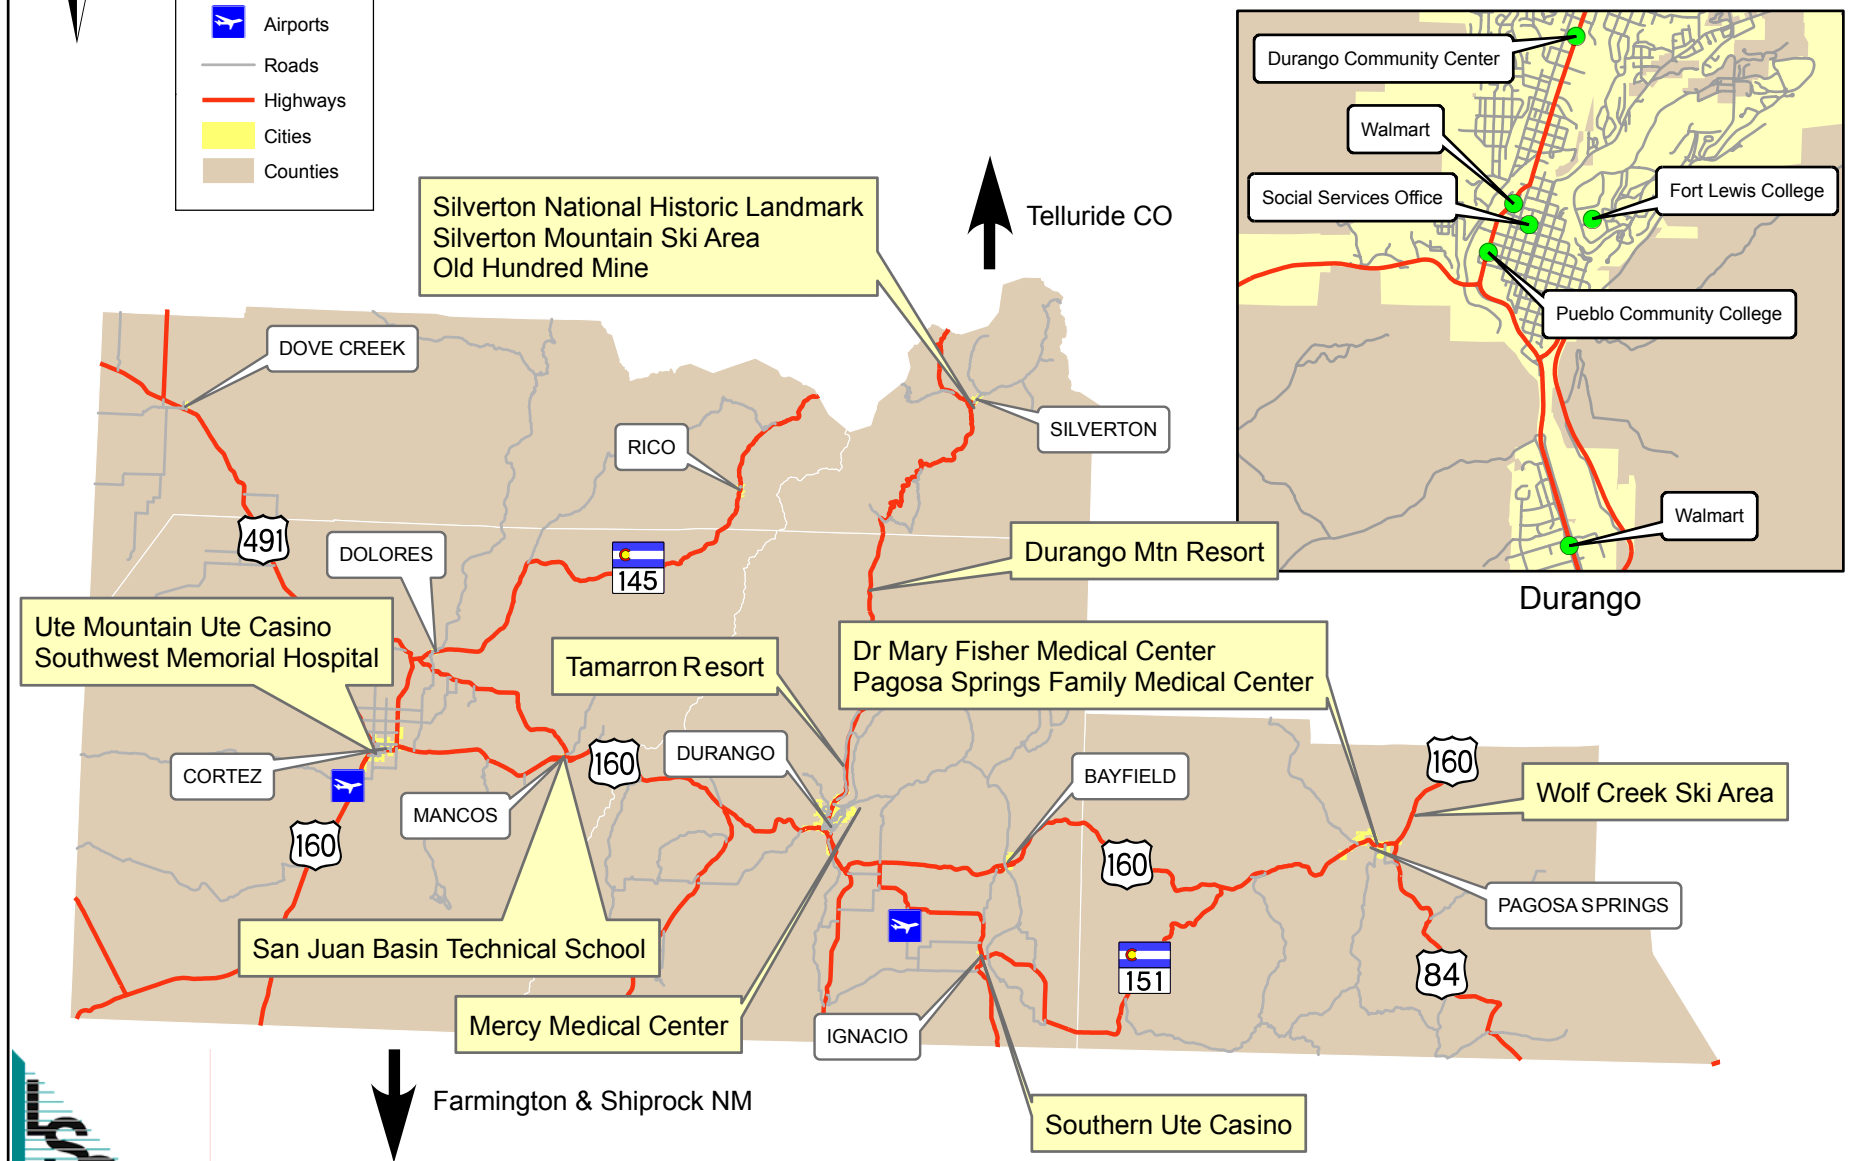 Airports
Roads
Highways
Cities
Counties
Durango Community Center
Walmart
Social Services Office
Fort Lewis College
Pueblo Community College
Walmart
Durango
Silverton National Historic Landmark
Silverton Mountain Ski Area
Old Hundred Mine
Telluride CO
DOVE CREEK
RICO
SILVERTON
491
DOLORES
145
Durango Mtn Resort
Ute Mountain Ute Casino
Southwest Memorial Hospital
Tamarron Resort
Dr Mary Fisher Medical Center
Pagosa Springs Family Medical Center
CORTEZ
MANCOS
160
DURANGO
BAYFIELD
160
Wolf Creek Ski Area
160
160
PAGOSA SPRINGS
San Juan Basin Technical School
151
84
Mercy Medical Center
IGNACIO
Farmington & Shiprock NM
Southern Ute Casino
LSC